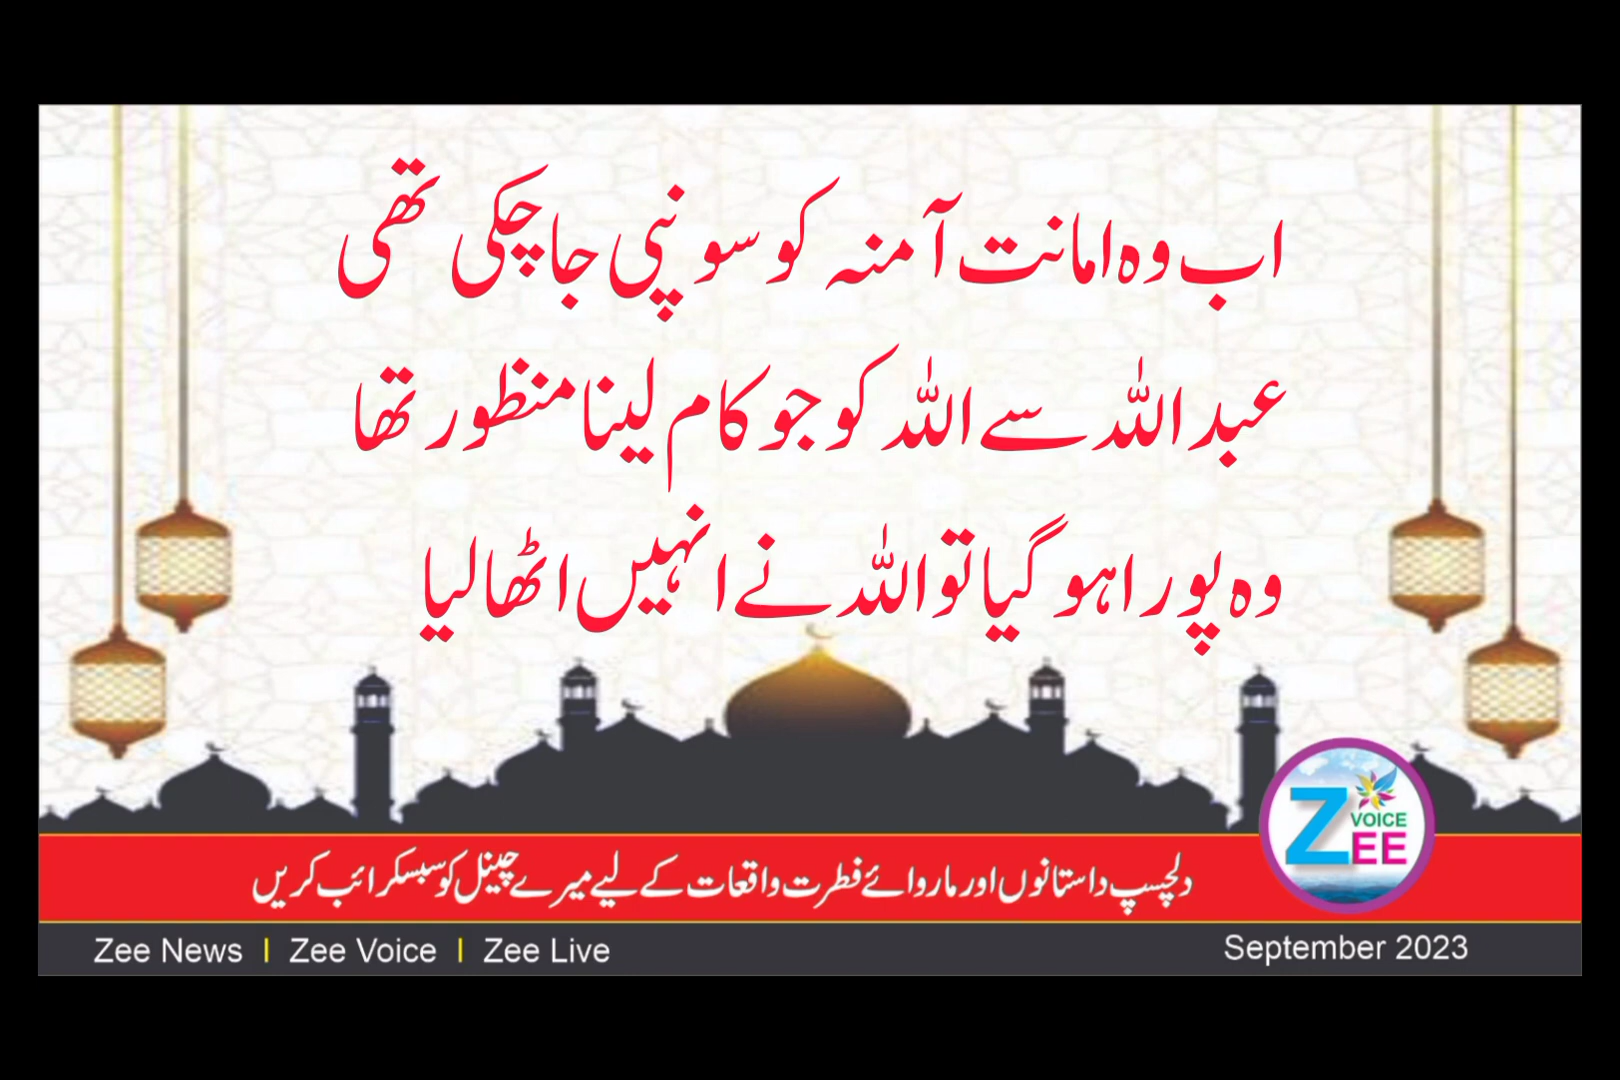 اب وہ امانت آمنہ کو سونپی جا چکی تھی
عبداللہ سے اللہ کو جو کام لینا منظور تھا
وہ پورا ہو گیا تو اللہ نے انہیں اٹھا لیا
Z VOICE EE
دلچسپ داستانوں اور ماروائے فطرت واقعات کے لیے میرے چینل کو سبسکرائب کریں
Zee News | Zee Voice | Zee Live
September 2023